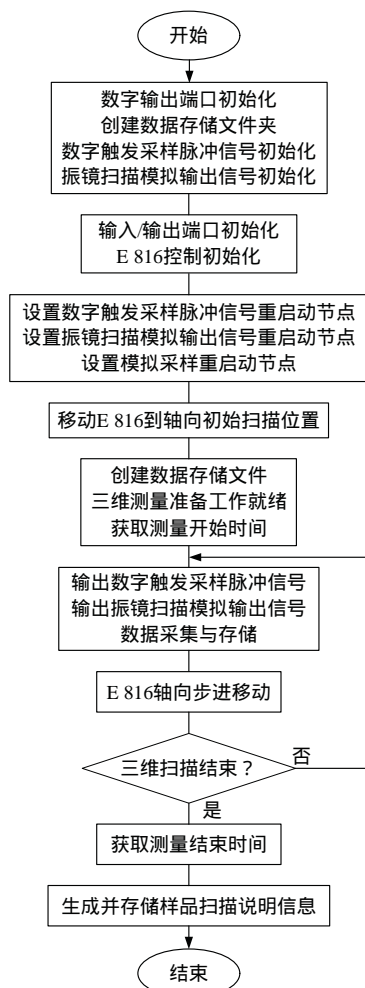 开始
数字输出端口初始化
创建数据存储文件夹
数字触发采样脉冲信号初始化
振镜扫描模拟输出信号初始化
输入/输出端口初始化
E 816控制初始化
设置数字触发采样脉冲信号重启动节点
设置振镜扫描模拟输出信号重启动节点
设置模拟采样重启动节点
移动E 816到轴向初始扫描位置
创建数据存储文件
三维测量准备工作就绪
获取测量开始时间
输出数字触发采样脉冲信号
输出振镜扫描模拟输出信号
数据采集与存储
E 816轴向步进移动
三维扫描结束？
否
是
获取测量结束时间
生成并存储样品扫描说明信息
结束